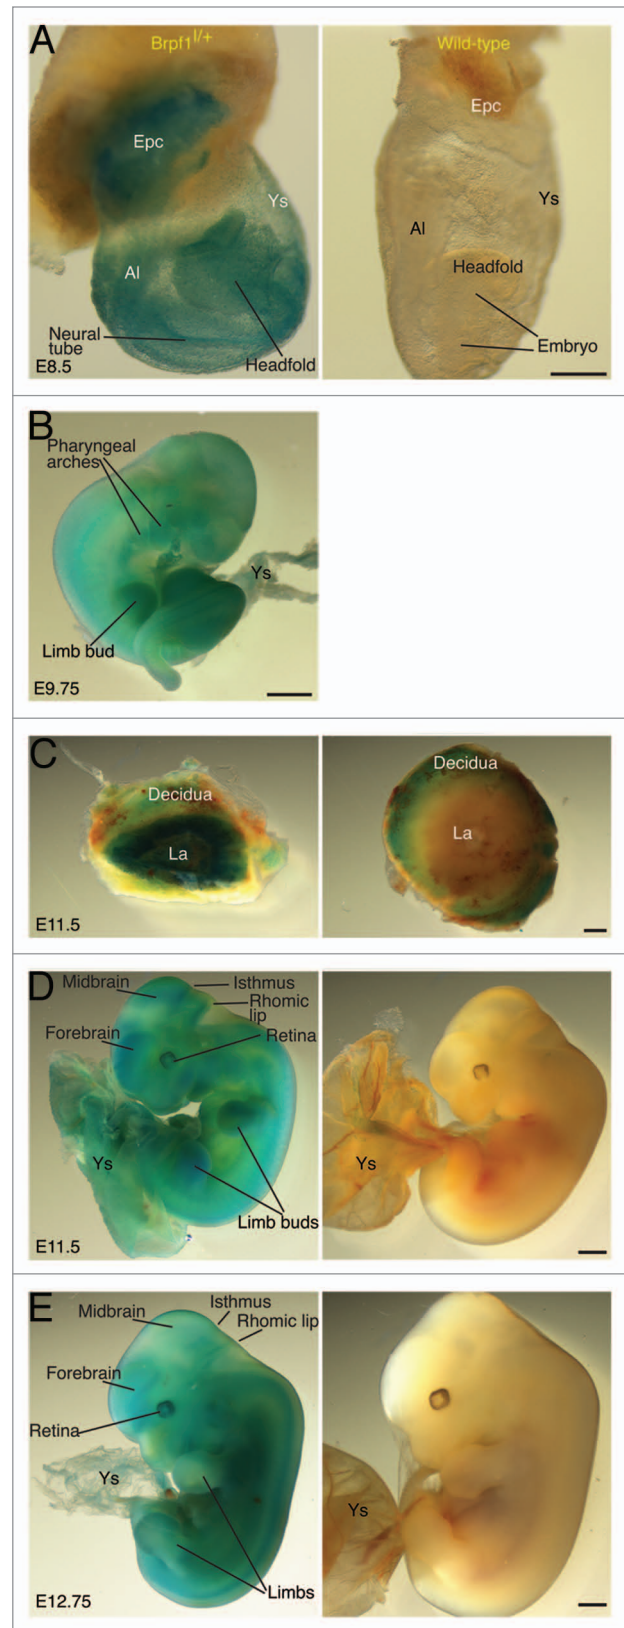 A
Brpf1l/+
Wild-type
Epc
Epc
Ys
Ys
Al
Al
Headfold
Neural
tube
Headfold
Embryo
E8.5
B
Pharyngeal
arches
Ys
Limb bud
E9.75
C
Decidua
Decidua
La
La
E11.5
D
Midbrain
Isthmus
Rhomic
lip
Forebrain
Retina
Ys
Ys
Limb buds
E11.5
E
Isthmus
Midbrain
Rhomic lip
Forebrain
Retina
Ys
Ys
Limbs
E12.75